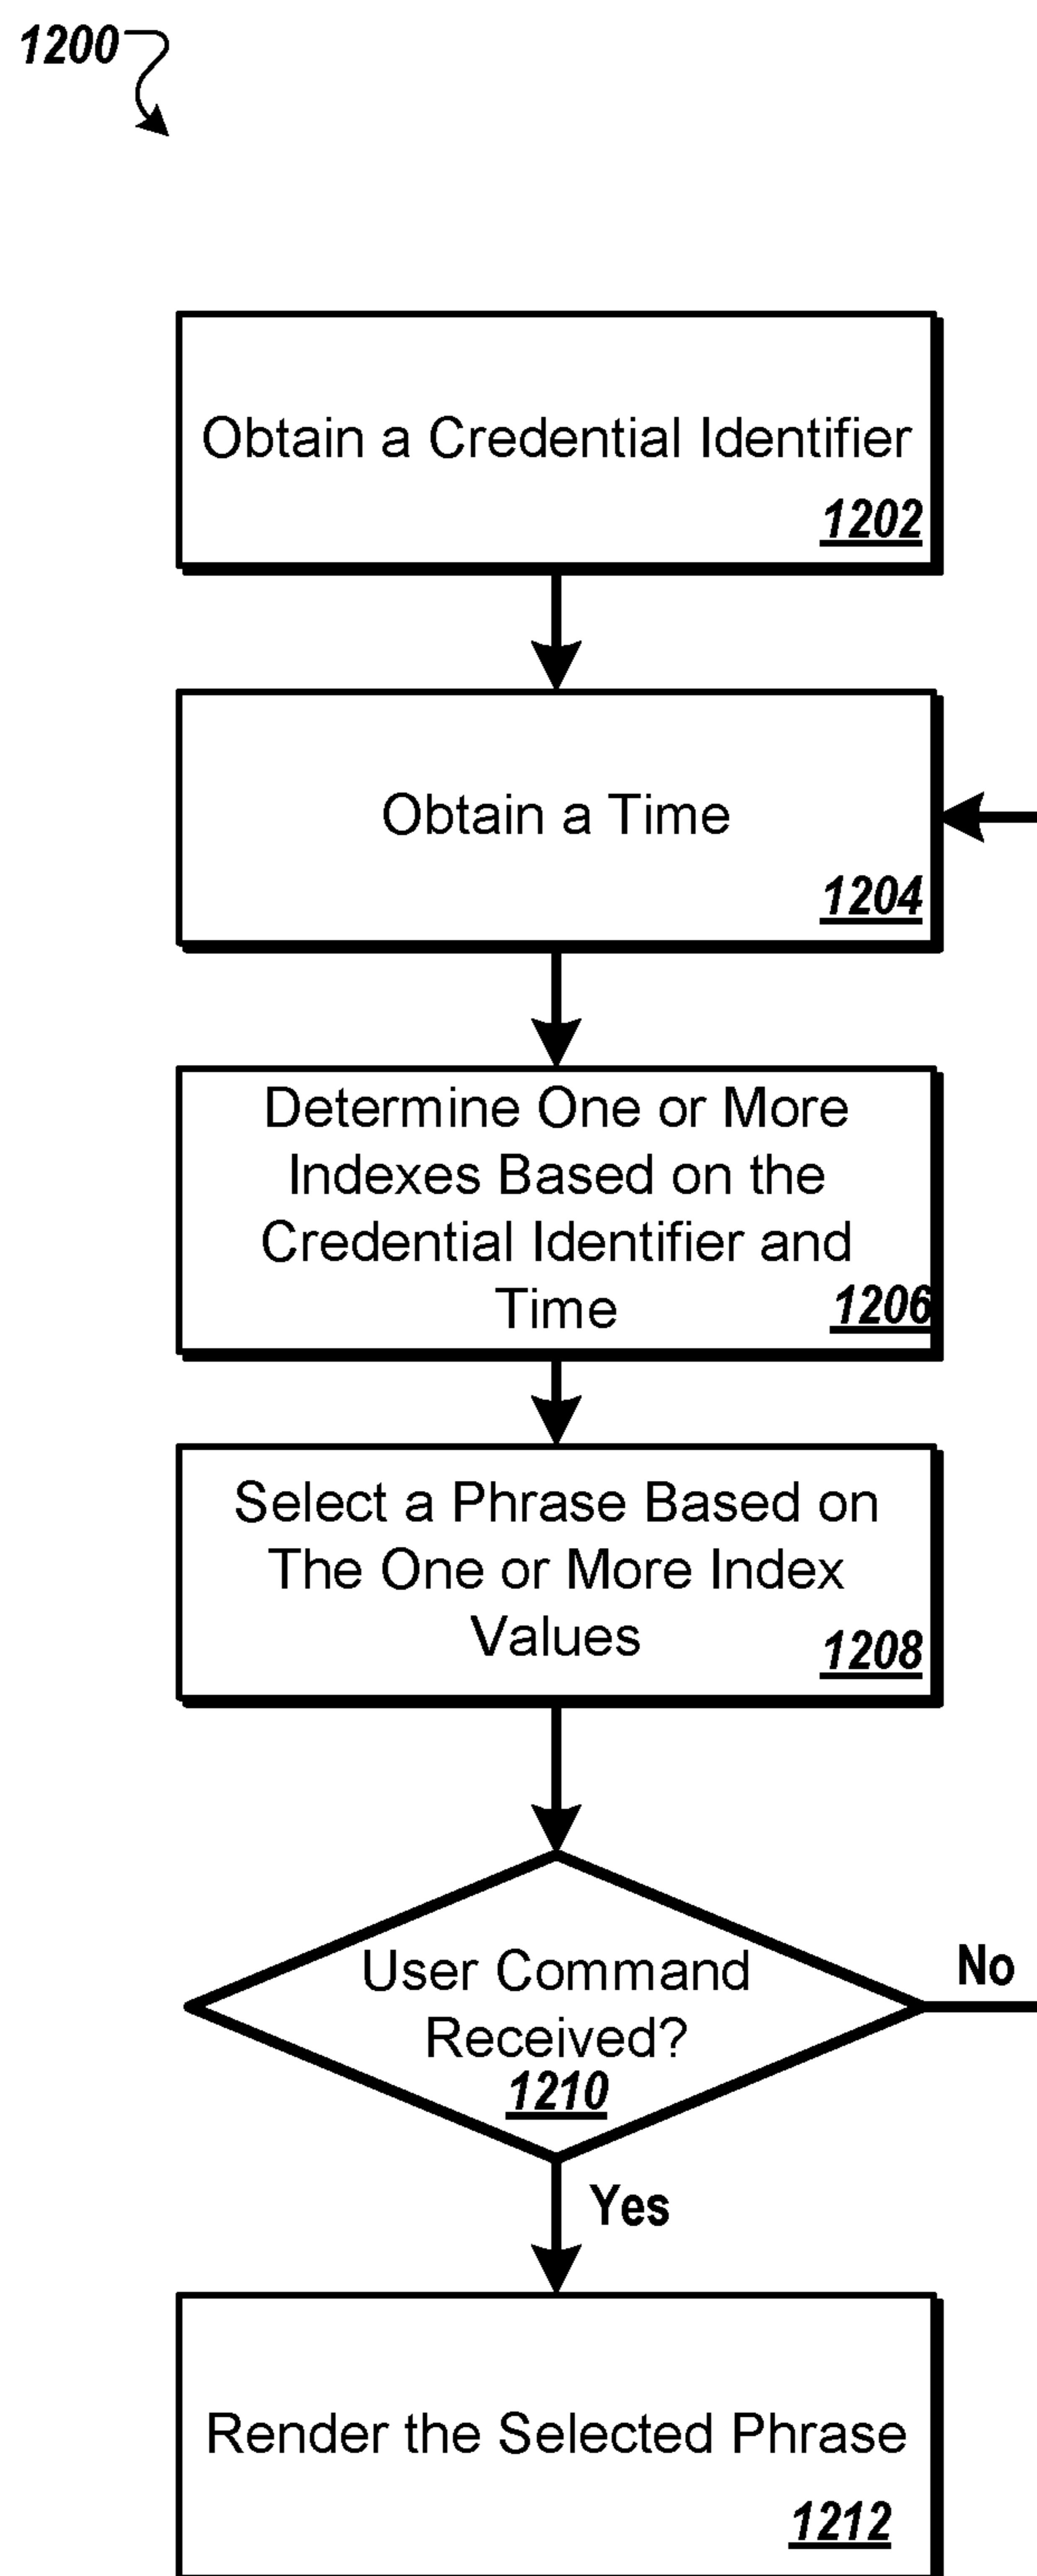 1200
Obtain a Credential Identifier
1202
Obtain a Time
1204
Determine One or More
Indexes Based on the
Credential Identifier and
Time
1206
Select a Phrase Based on
The One or More Index
Values
1208
User Command
Received?
1210
No
Yes
Render the Selected Phrase
1212